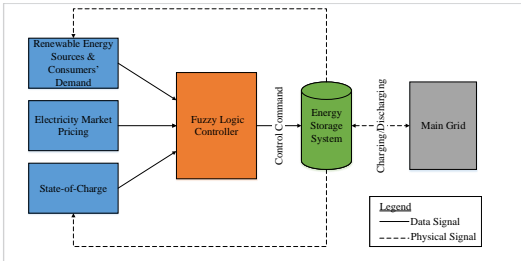 Renewable Energy
Sources &
Consumers'
Demand
Electricity Market
Pricing
State-of-Charge
Fuzzy Logic
Controller
Control Command
Energy
Storage
System
Charging/Discharging
Main Grid
Legend
Data Signal
Physical Signal